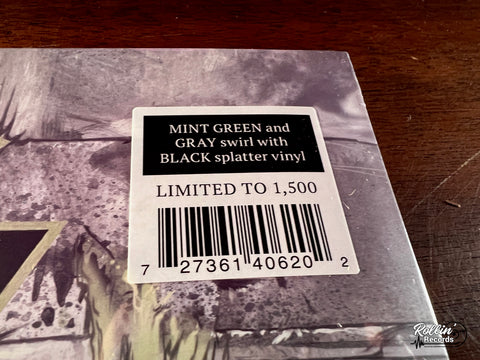 MINT GREEN and
GRAY swirl with
BLACK splatter vinyl
LIMITED TO 1,500
7 27361 40620 2
Rollin'
Records